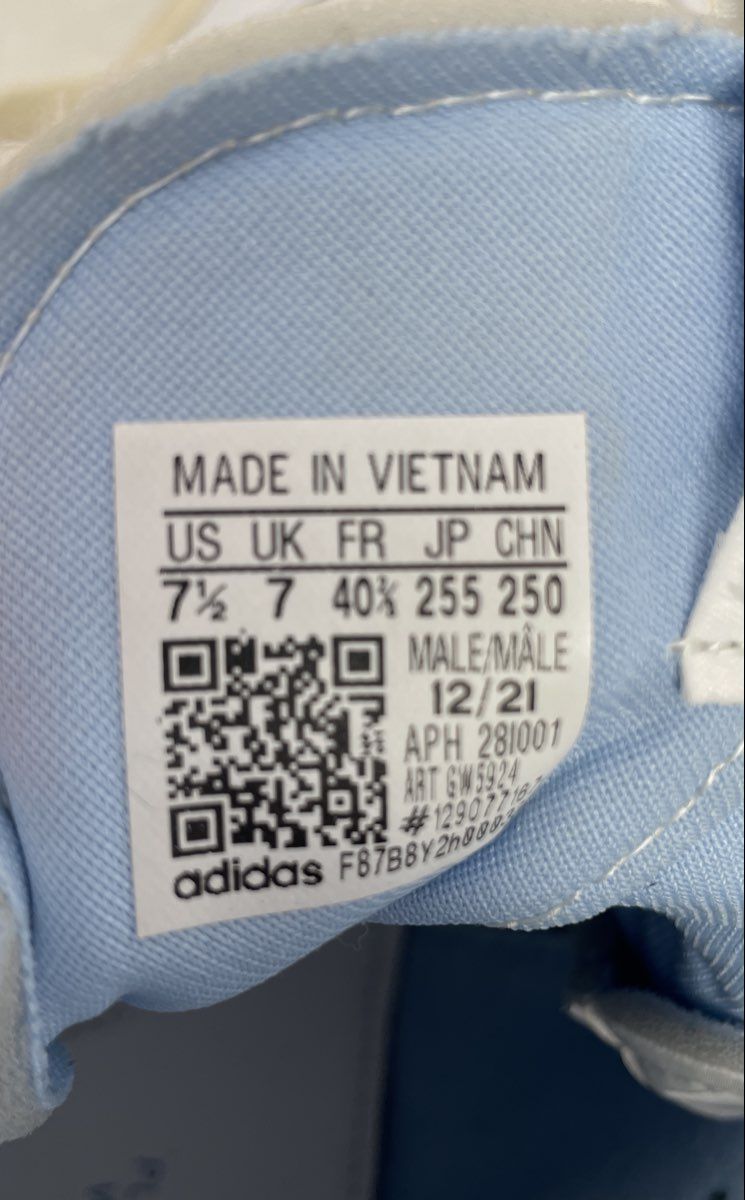 MADE IN VIETNAM
US UK FR JP CHN
7½ 7 40⅔ 255 250
MALE/MÂLE
12/21
APH 28I001
ART GW5924
adidas